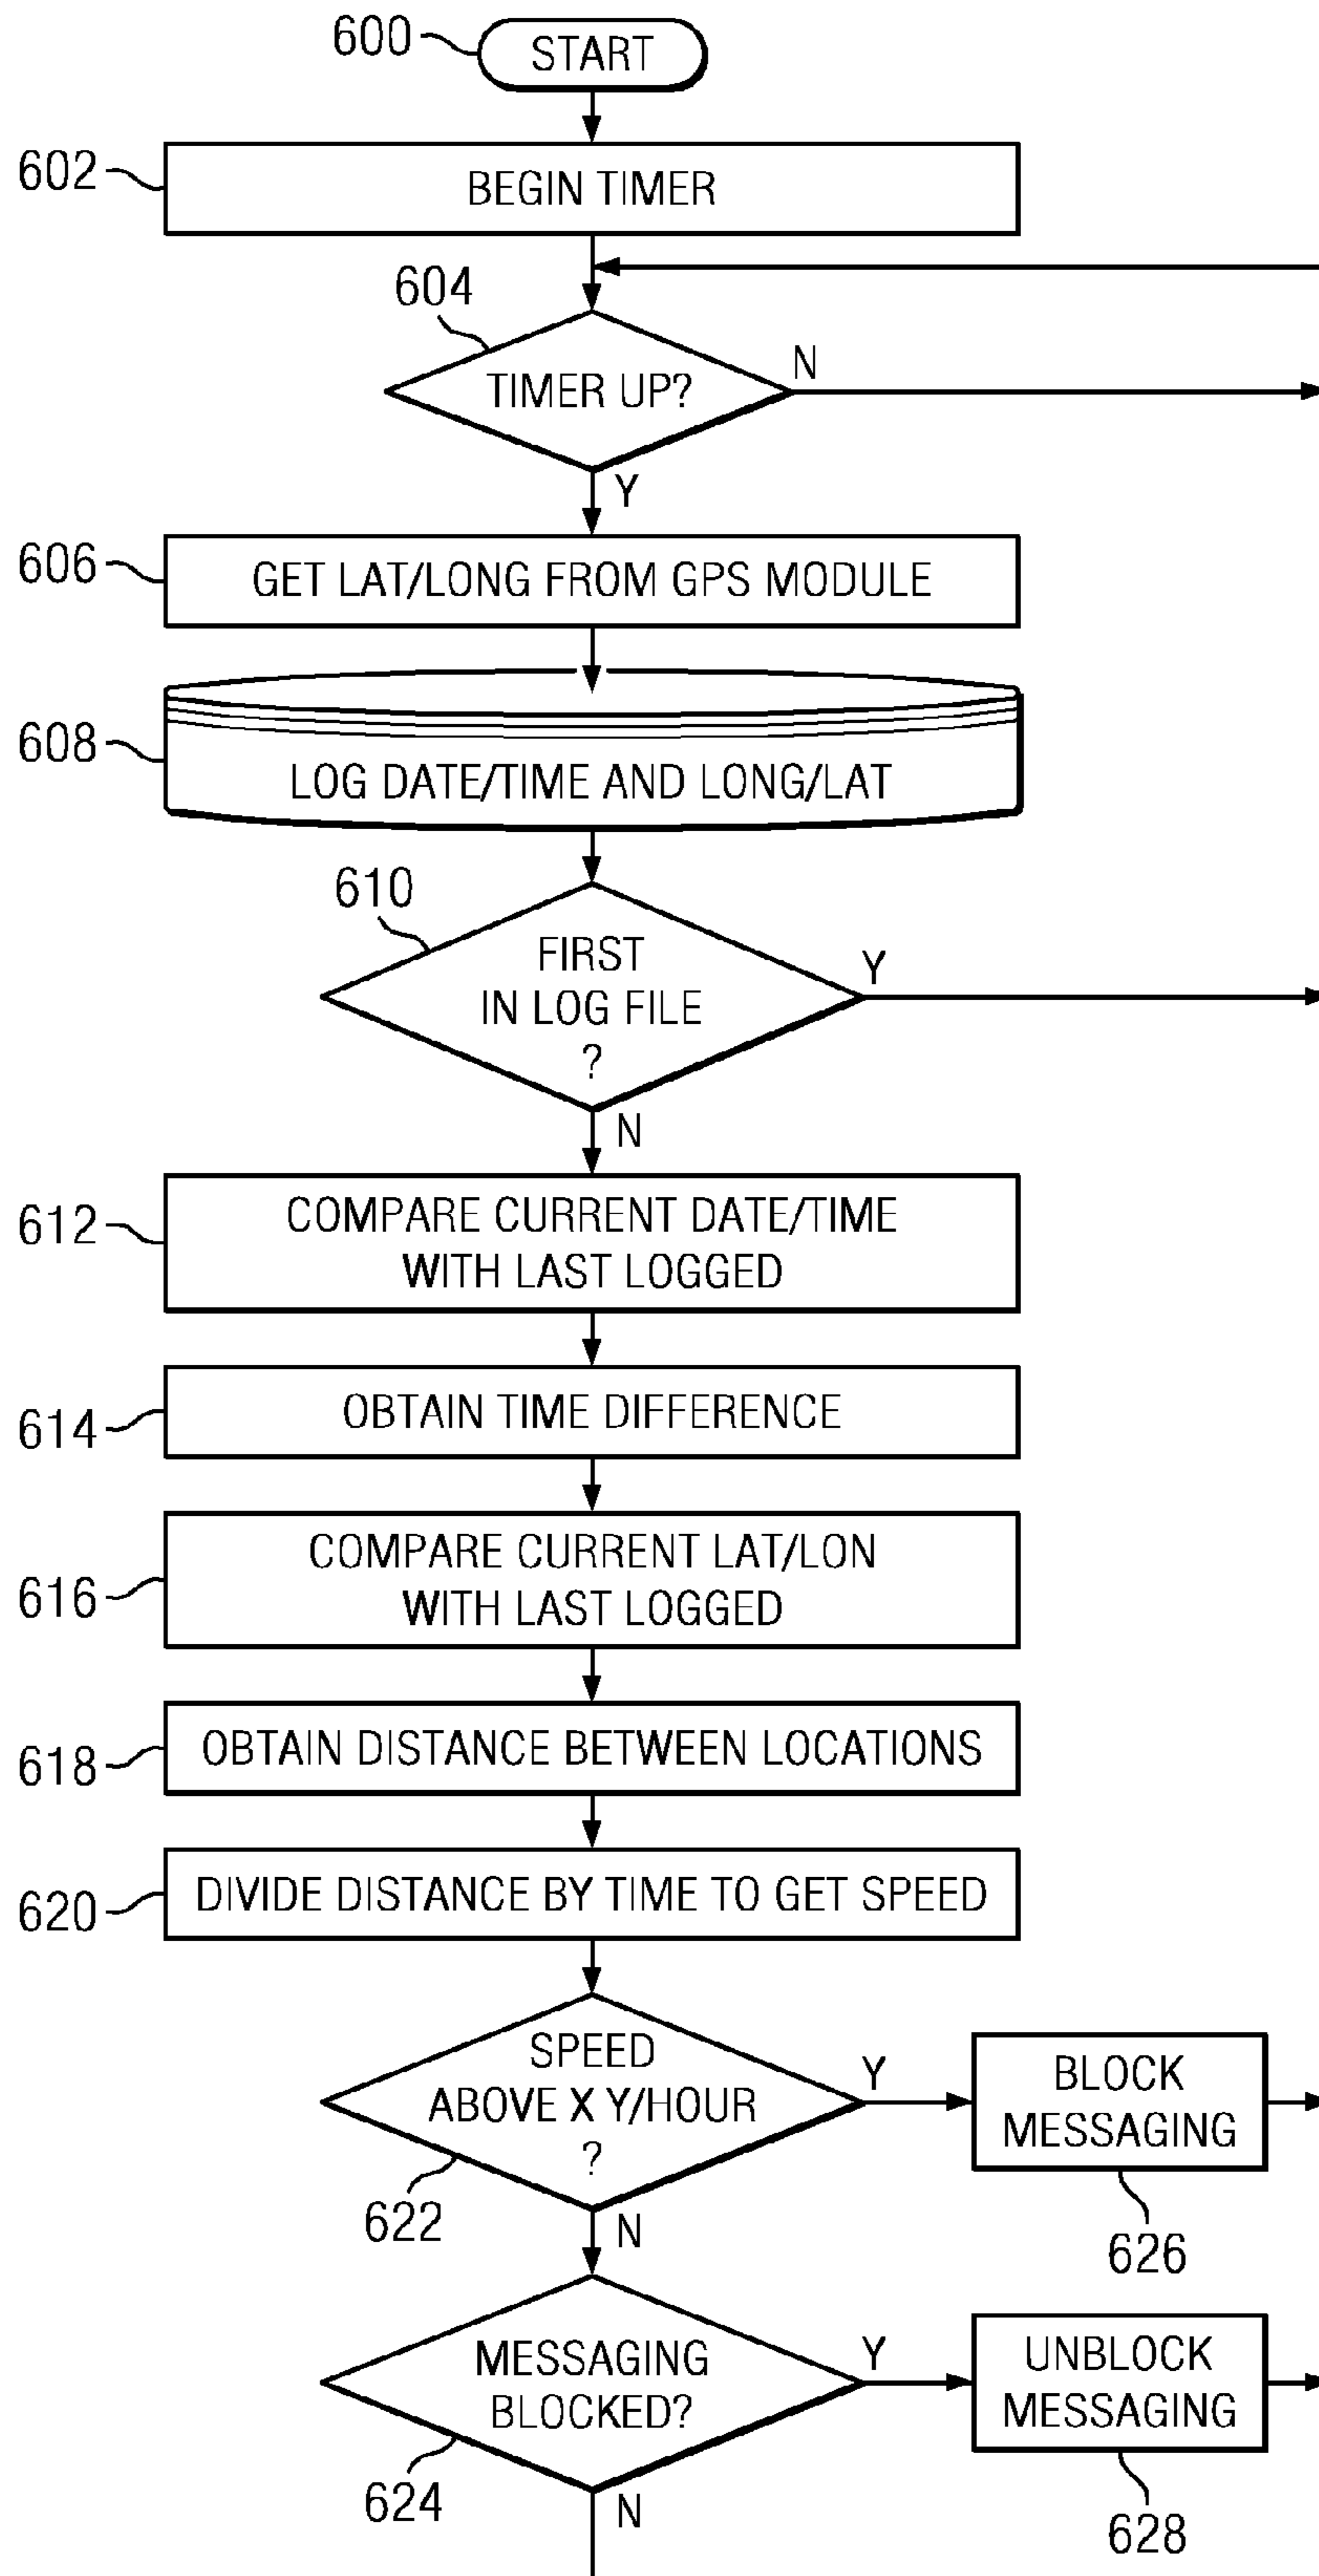 600
START
602
BEGIN TIMER
604
TIMER UP?
N
Y
606
GET LAT/LONG FROM GPS MODULE
608
LOG DATE/TIME AND LONG/LAT
610
FIRST
IN LOG FILE
?
Y
N
612
COMPARE CURRENT DATE/TIME
WITH LAST LOGGED
614
OBTAIN TIME DIFFERENCE
616
COMPARE CURRENT LAT/LON
WITH LAST LOGGED
618
OBTAIN DISTANCE BETWEEN LOCATIONS
620
DIVIDE DISTANCE BY TIME TO GET SPEED
SPEED
ABOVE X Y/HOUR
?
Y
BLOCK
MESSAGING
622
N
626
MESSAGING
BLOCKED?
Y
UNBLOCK
MESSAGING
624
N
628